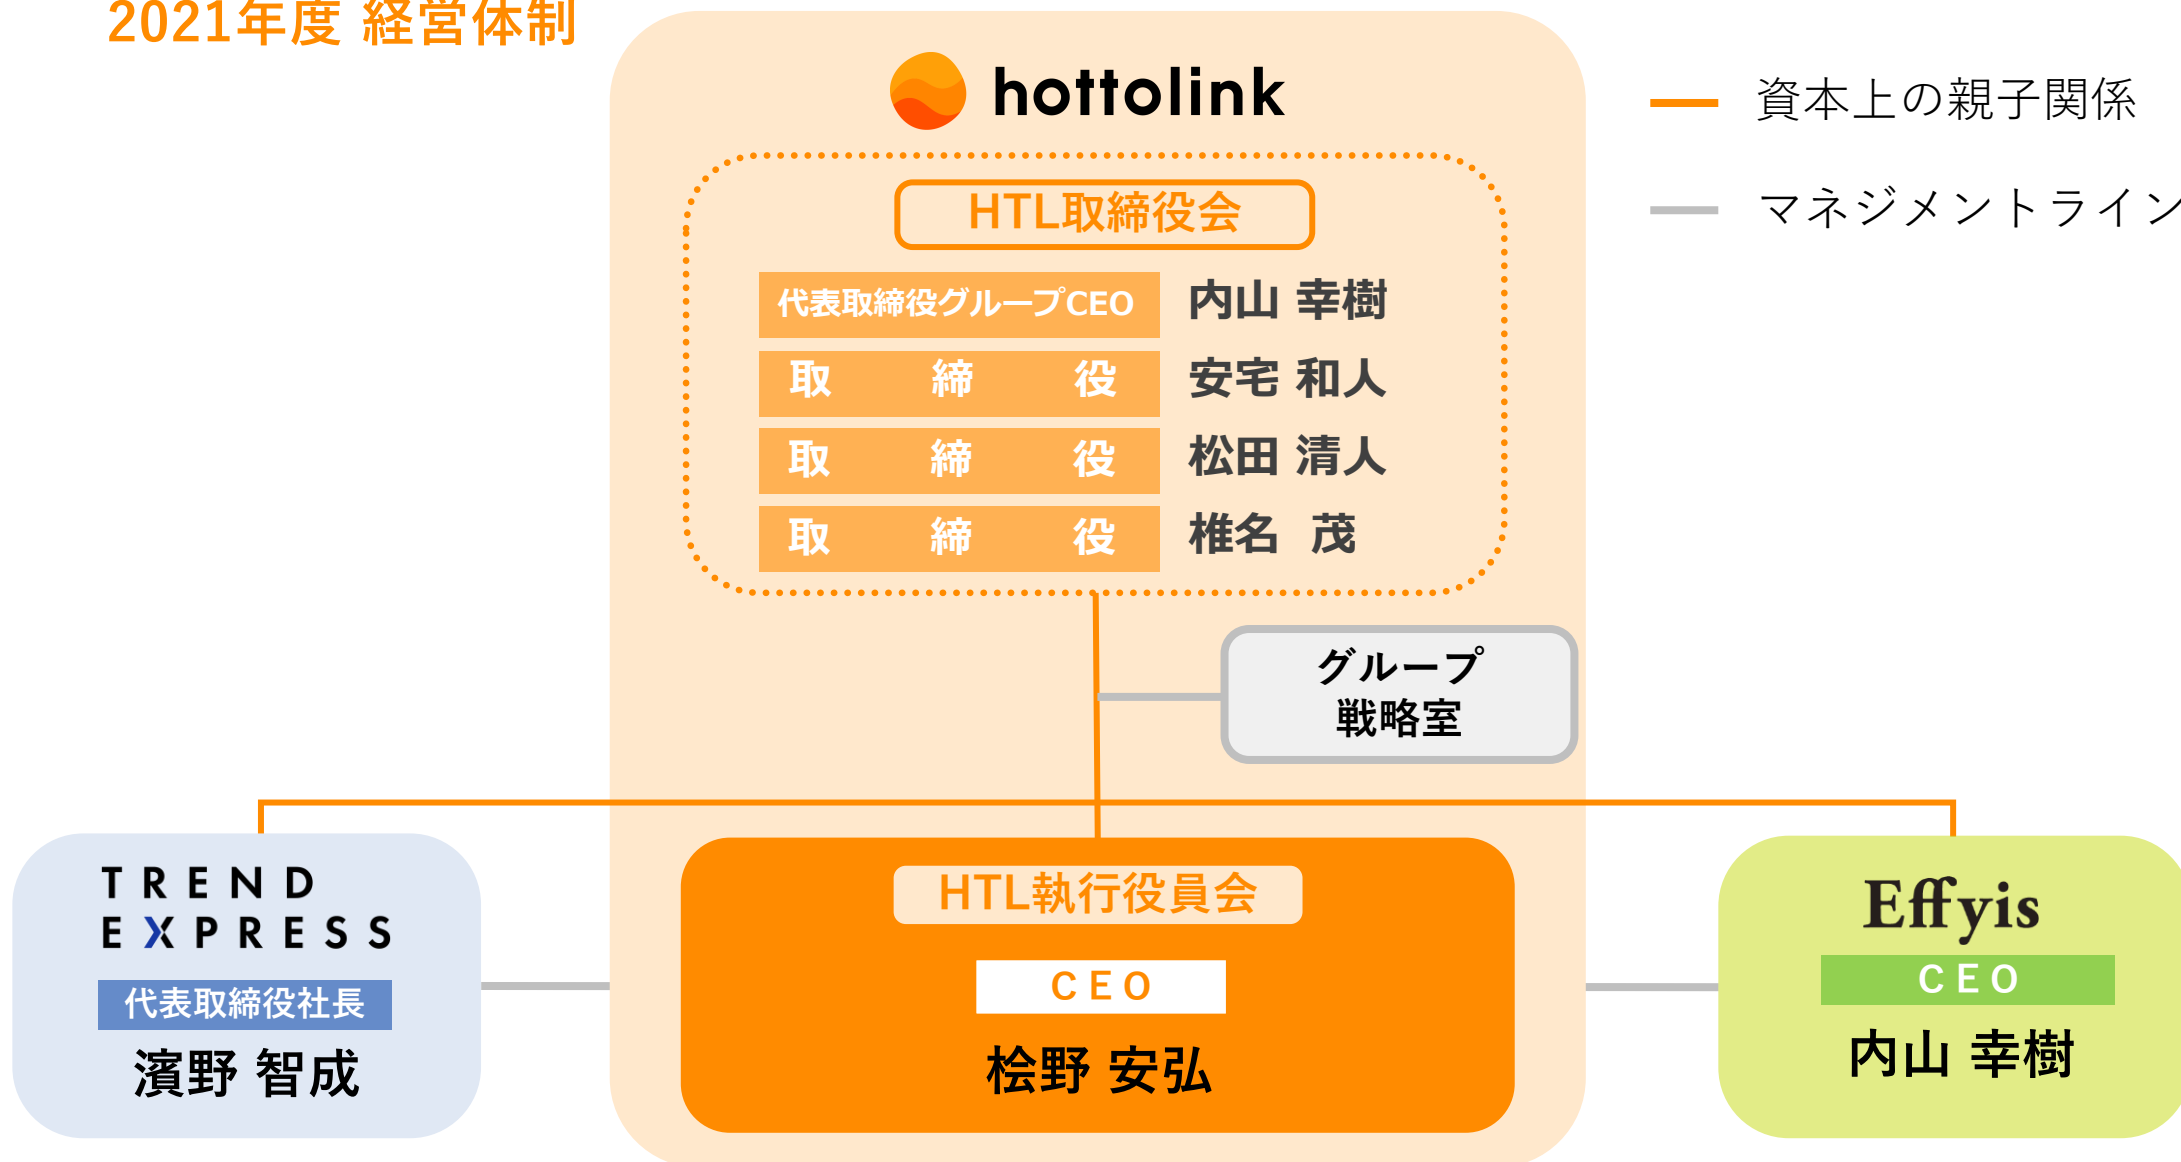 2021年度 経営体制
hottolink
資本上の親子関係
マネジメントライン
HTL取締役会
代表取締役グループCEO 内山 幸樹
取締役 安宅 和人
取締役 松田 清人
取締役 椎名 茂
グループ
戦略室
TREND
EXPRESS
代表取締役社長
濱野 智成
HTL執行役員会
CEO
桧野 安弘
Effyis
CEO
内山 幸樹